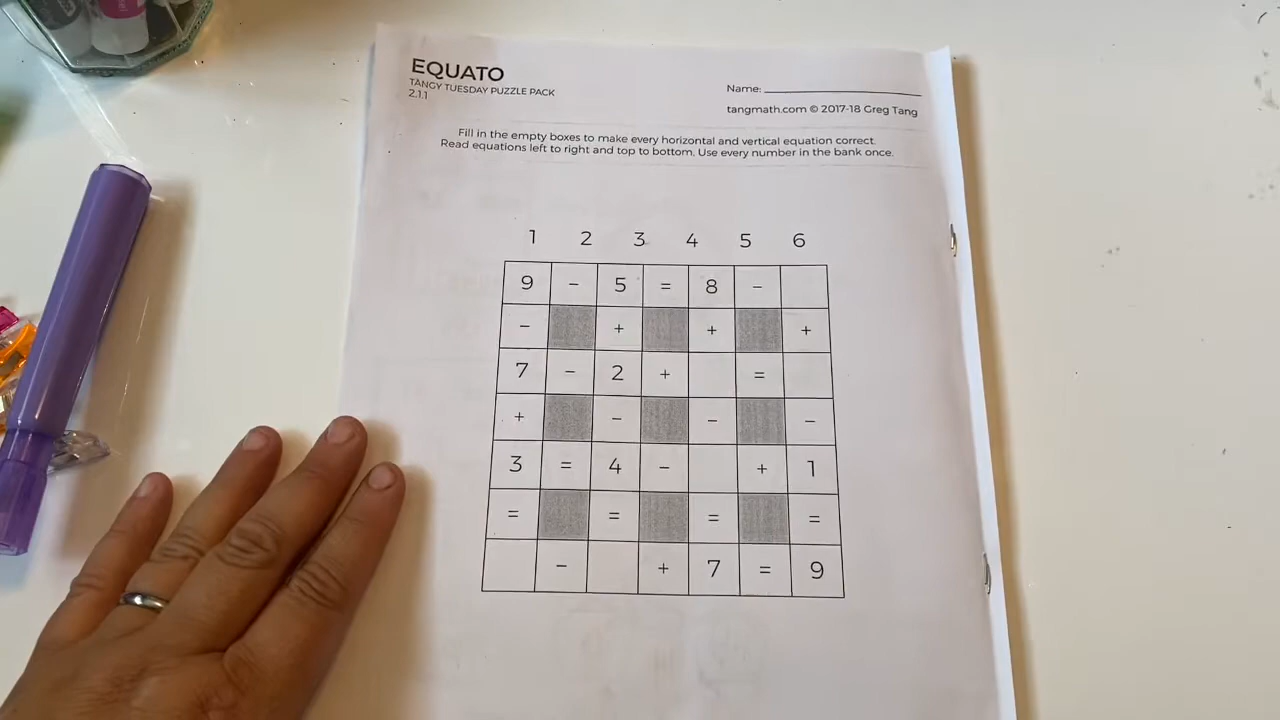 EQUATO
TANGY TUESDAY PUZZLE PACK
2.1.1
Name:
tangmath.com © 2017-18 Greg Tang
Fill in the empty boxes to make every horizontal and vertical equation correct.
Read equations left to right and top to bottom. Use every number in the bank once.
1 2 3 4 5 6
9 - 5 = 8 -
- + + +
7 - 2 + =
+ - - -
3 = 4 - + 1
= = = =
- + 7 = 9